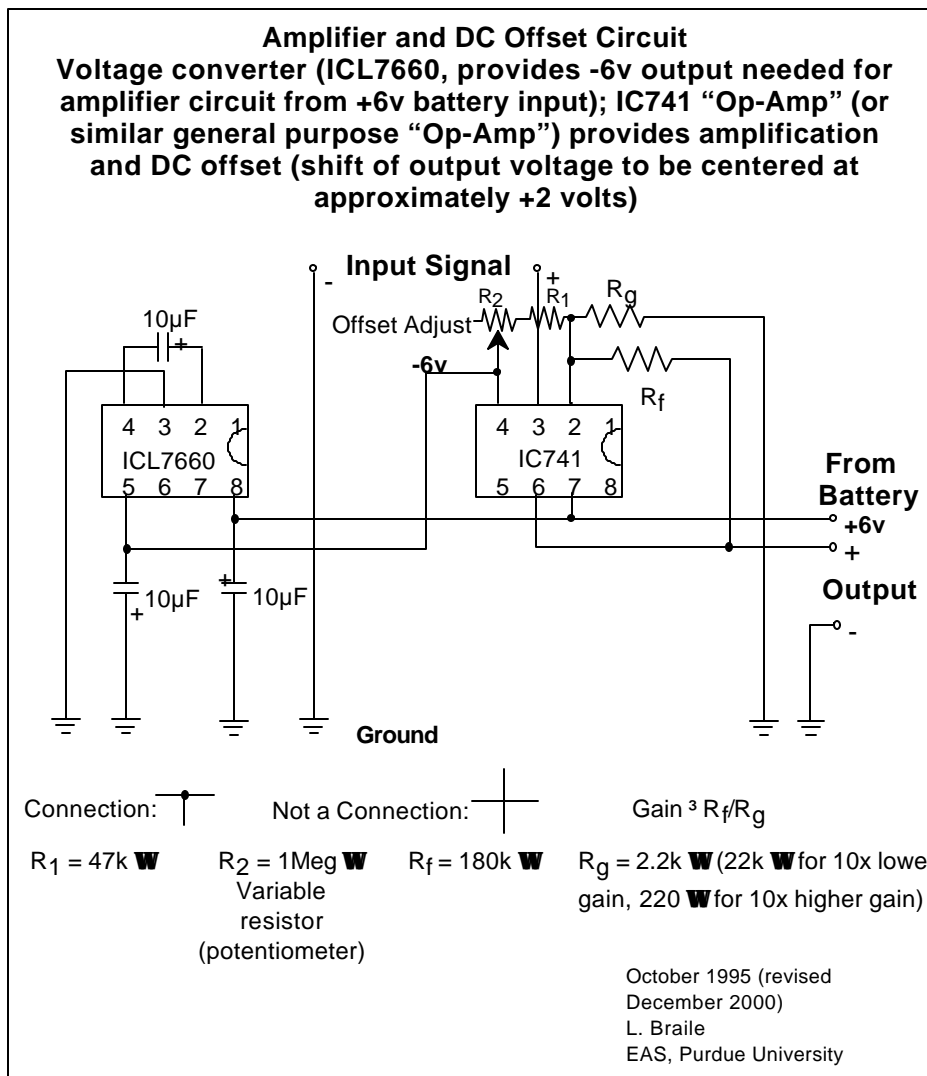 Amplifier and DC Offset Circuit
Voltage converter (ICL7660, provides -6v output needed for
amplifier circuit from +6v battery input); IC741 “Op-Amp” (or
similar general purpose “Op-Amp”) provides amplification
and DC offset (shift of output voltage to be centered at
approximately +2 volts)
- Input Signal +
R2 R1 Rg
10µF
+
Offset Adjust
-6v
Rf
4 3 2 1
ICL7660
5 6 7 8
4 3 2 1
IC741
5 6 7 8
From
Battery
+6v
+
Output
-
10µF
+
+
10µF
Ground
Connection:
Not a Connection:
Gain ³ Rf/Rg
R1 = 47k W
R2 = 1Meg W
Variable
resistor
(potentiometer)
Rf = 180k W
Rg = 2.2k W (22k W for 10x lowe
gain, 220 W for 10x higher gain)
October 1995 (revised
December 2000)
L. Braile
EAS, Purdue University